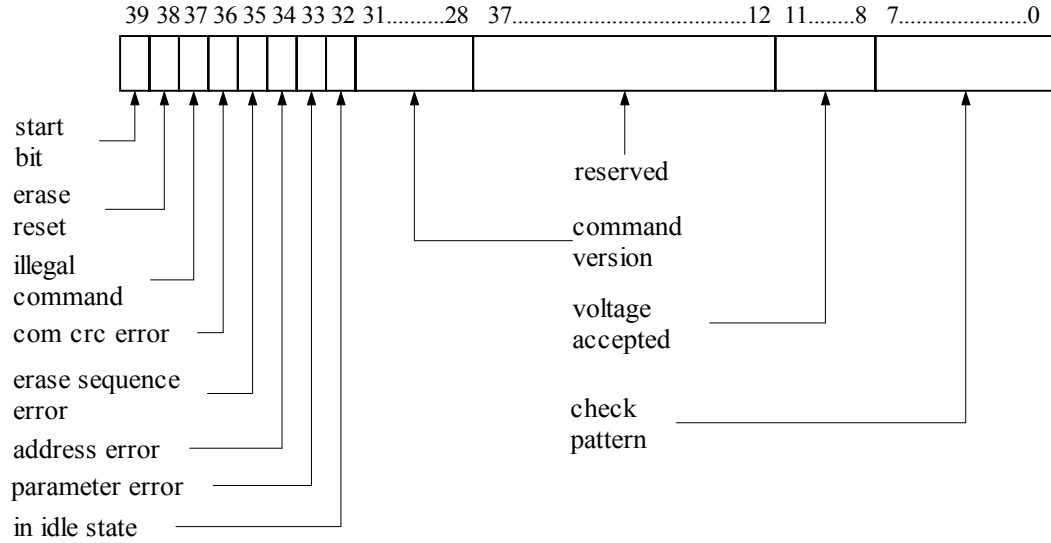 39 38 37 36 35 34 33 32 31..........28 37......................................12 11........8 7.....................0
start
bit
erase
reset
illegal
command
com crc error
erase sequence
error
address error
parameter error
in idle state
reserved
command
version
voltage
accepted
check
pattern